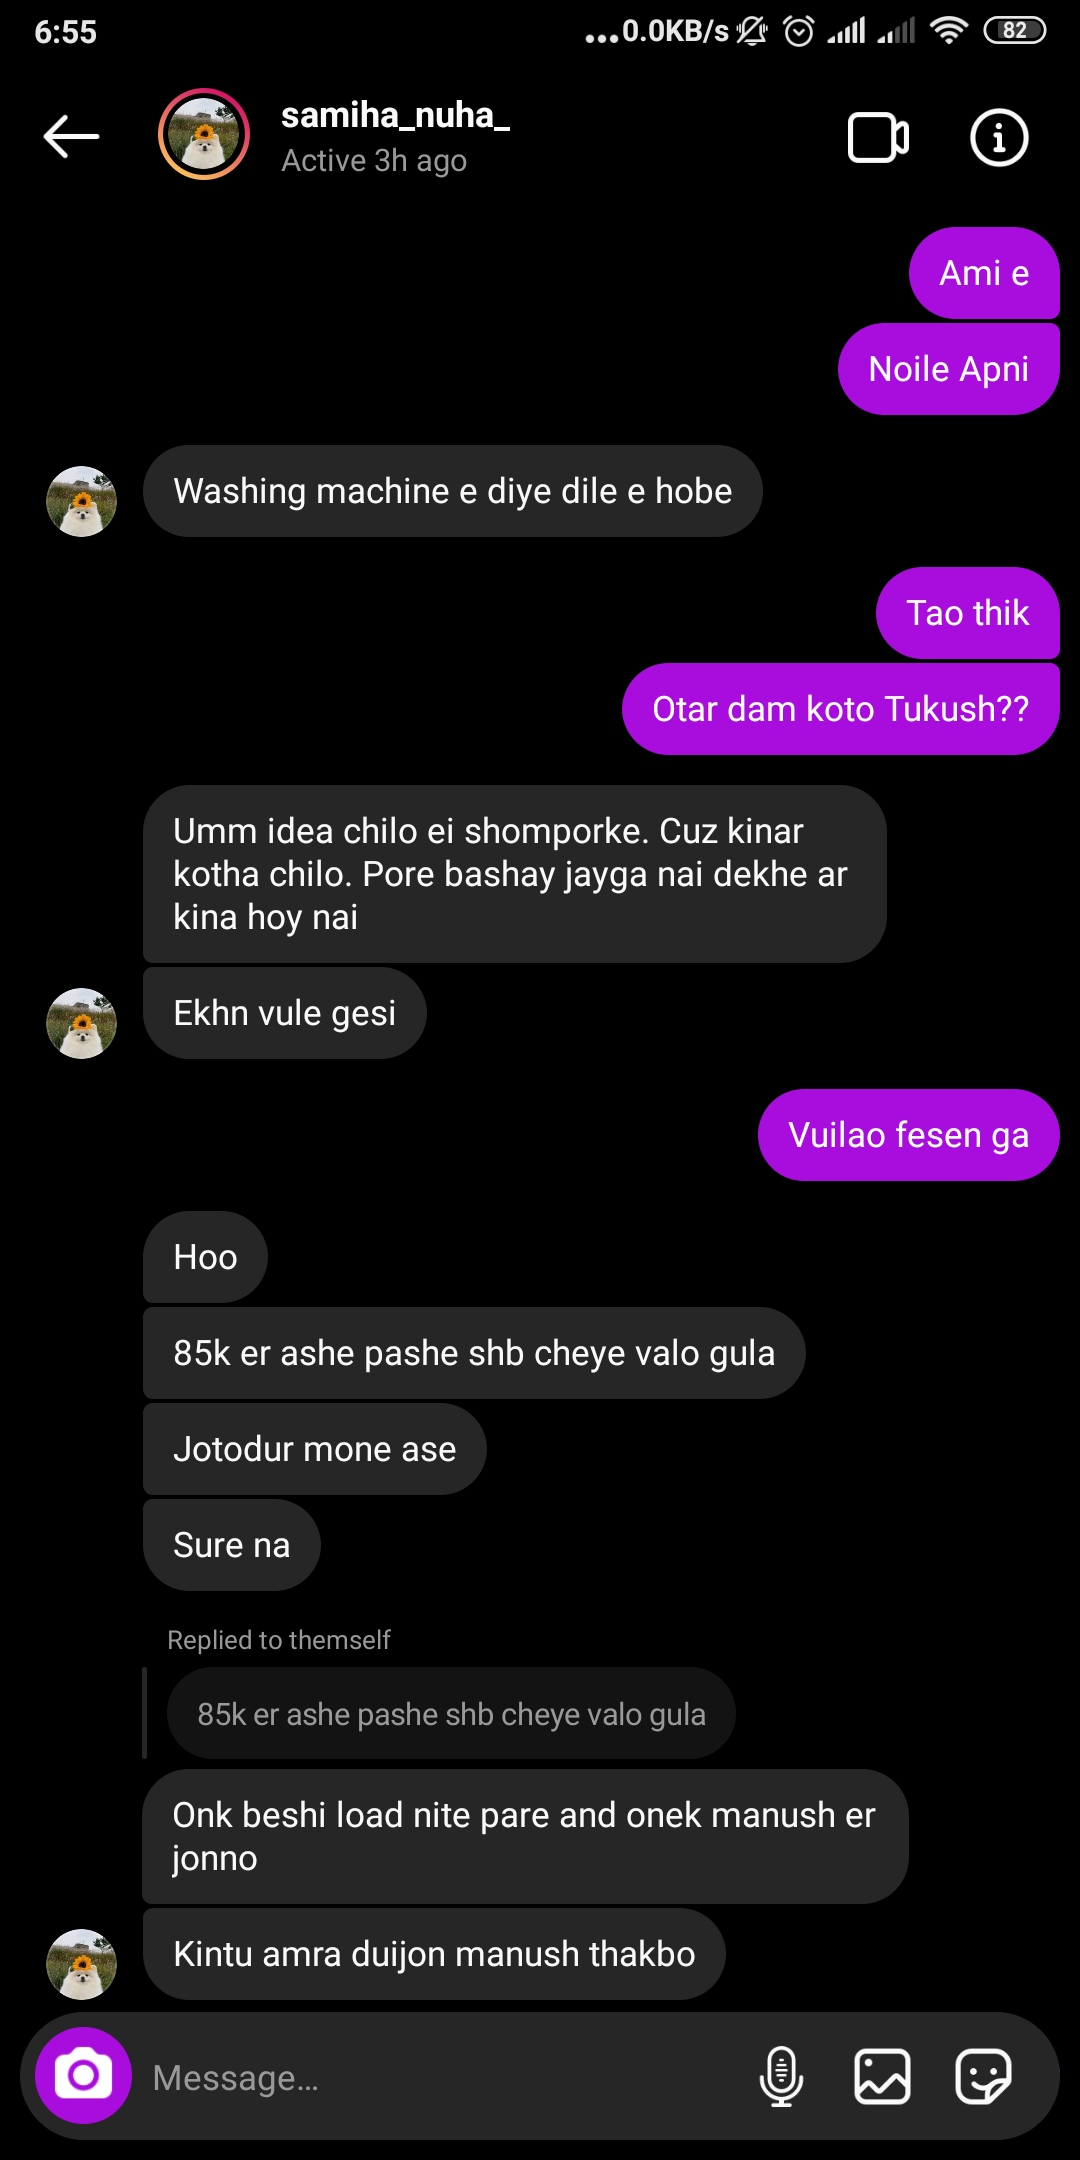 6:55
...0.0KB/s
82
samiha_nuha_
Active 3h ago
Ami e
Noile Apni
Washing machine e diye dile e hobe
Tao thik
Otar dam koto Tukush??
Umm idea chilo ei shomporke. Cuz kinar
kotha chilo. Pore bashay jayga nai dekhe ar
kina hoy nai
Ekhn vule gesi
Vuilao fesen ga
Hoo
85k er ashe pashe shb cheye valo gula
Jotodur mone ase
Sure na
Replied to themself
85k er ashe pashe shb cheye valo gula
Onk beshi load nite pare and onek manush er
jonno
Kintu amra duijon manush thakbo
Message...